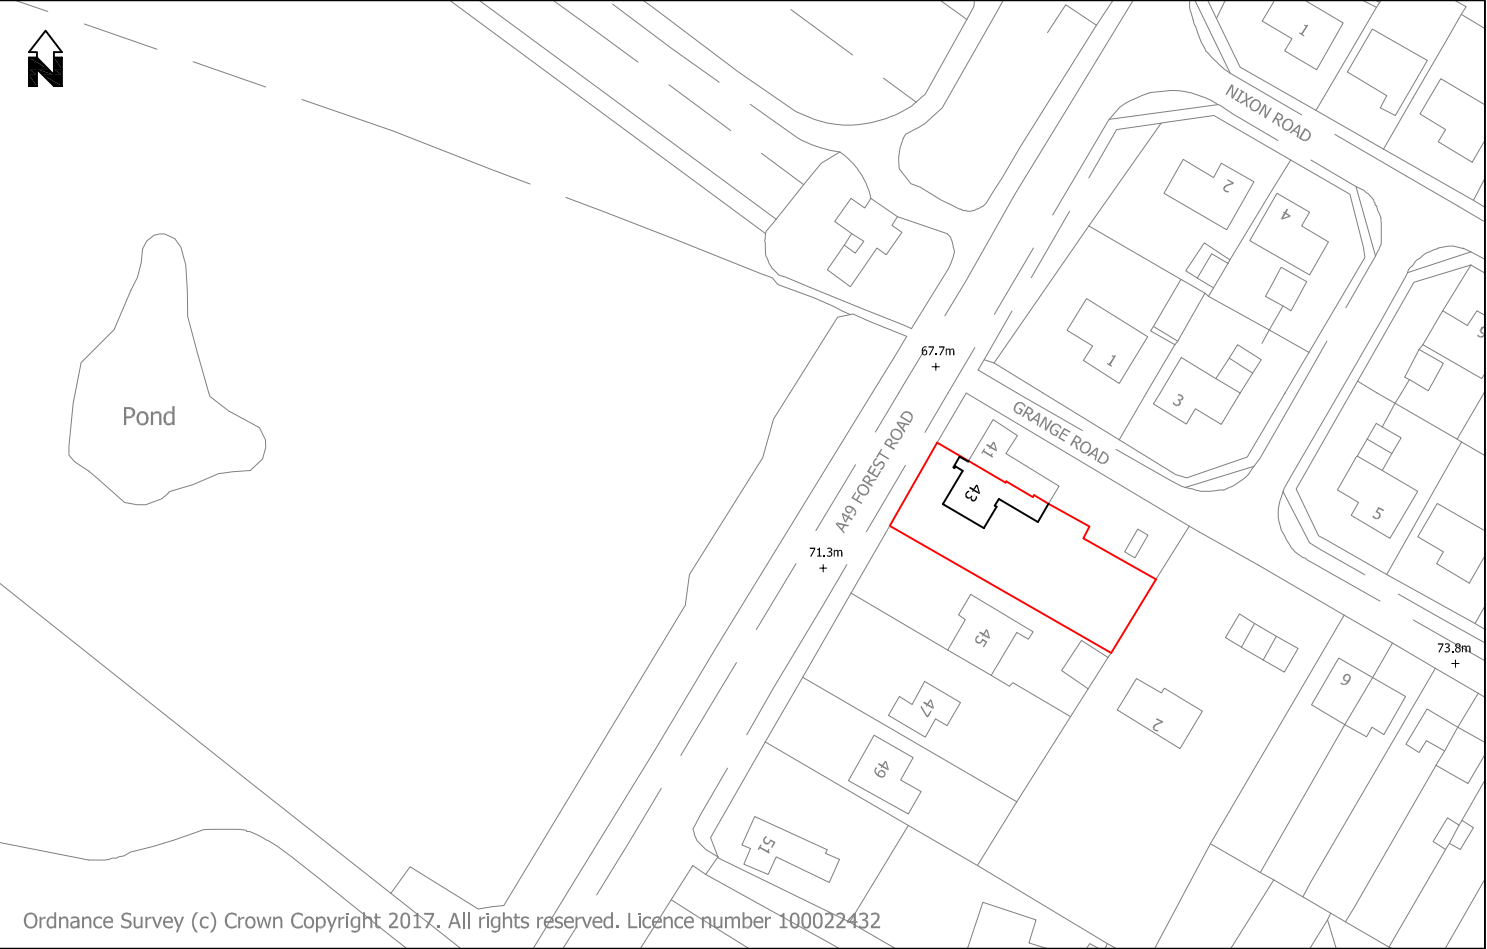 N
1
NIXON ROAD
2
4
1
3
67.7m
GRANGE ROAD
41
A49 FOREST ROAD
43
Pond
5
71.3m
45
73.8m
9
47
2
49
51
Ordnance Survey (c) Crown Copyright 2017. All rights reserved. Licence number 100022432